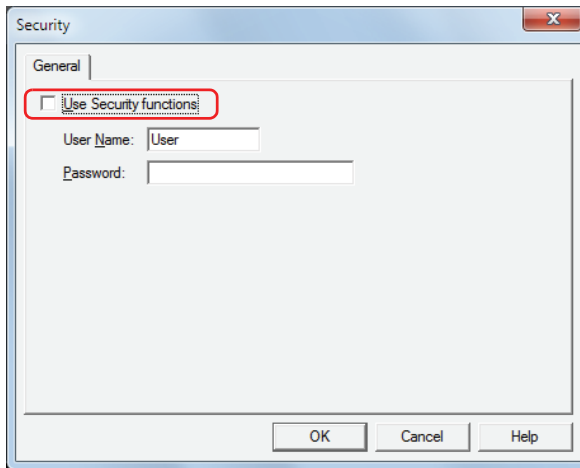 Security
General
Use Security functions
User Name: User
Password:
OK Cancel Help